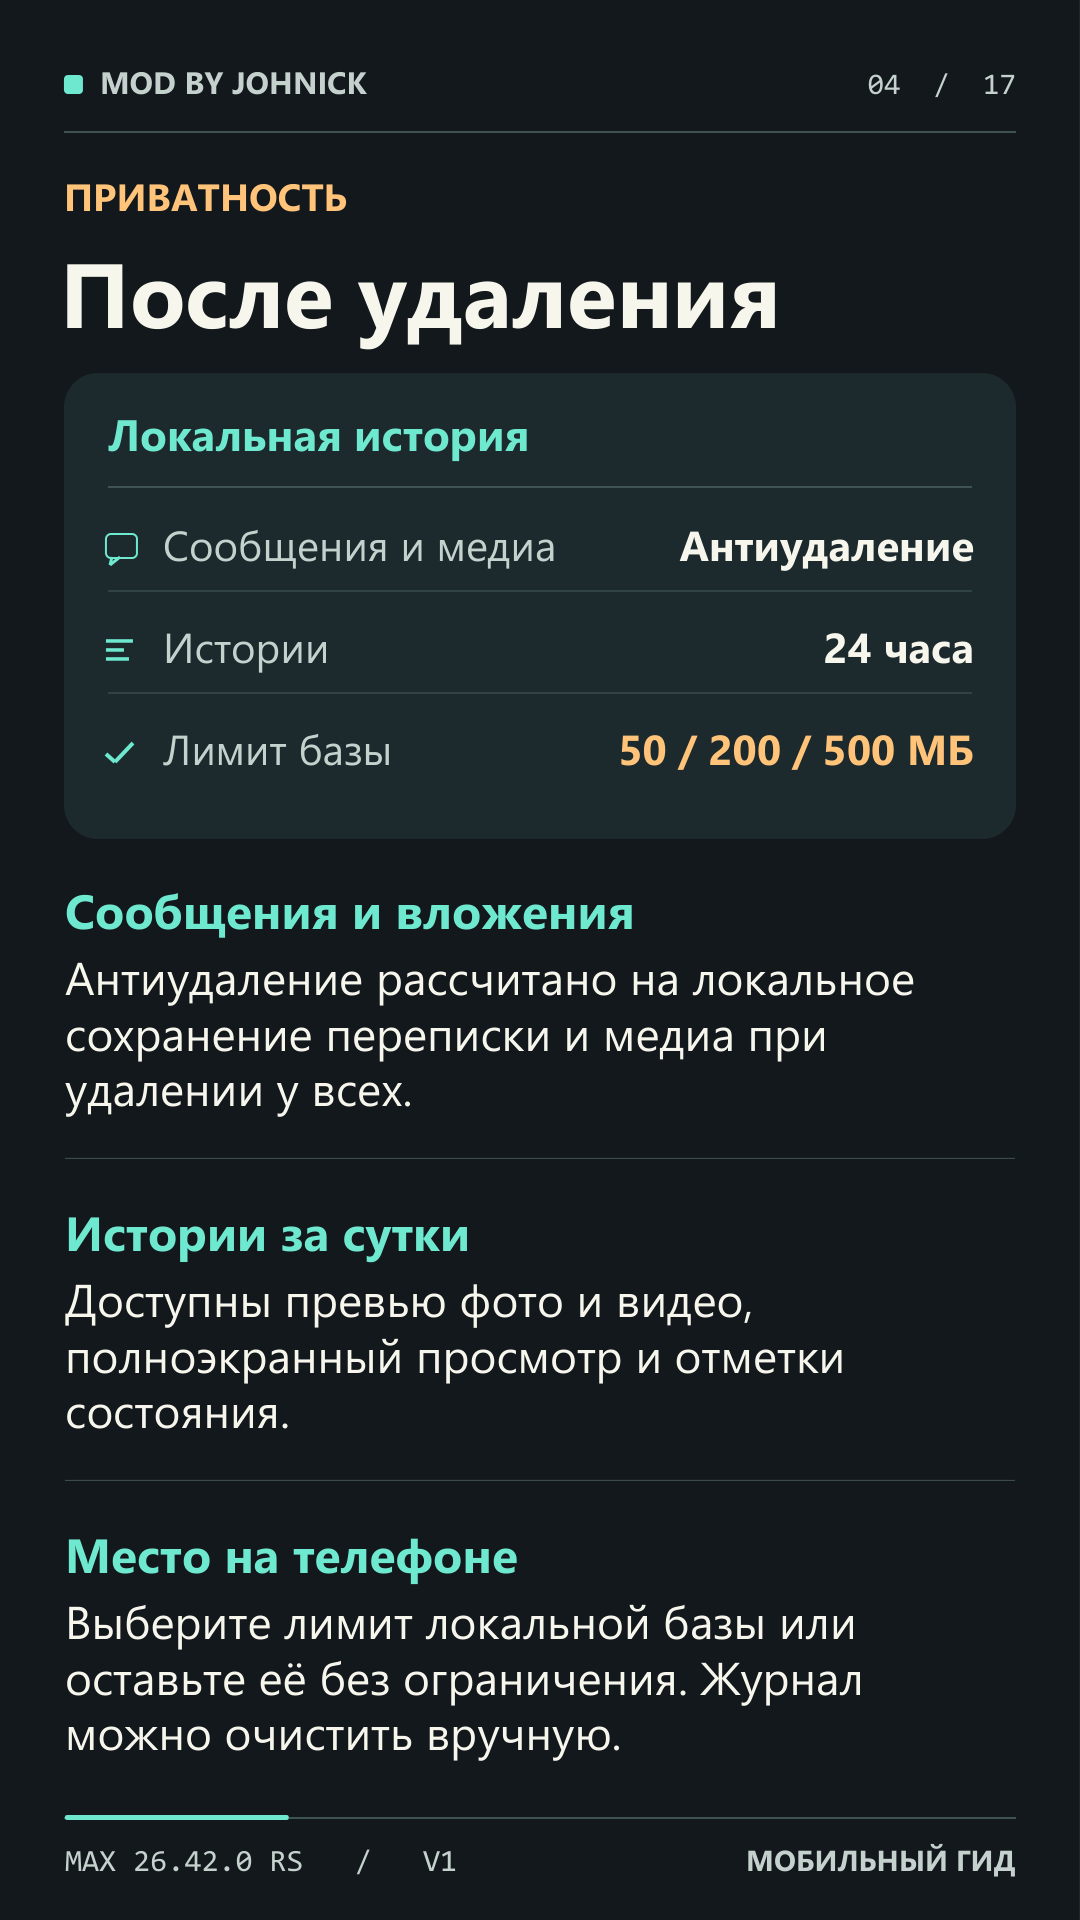 MOD BY JOHNICK
04 / 17
ПРИВАТНОСТЬ
После удаления
Локальная история
Сообщения и медиа Антиудаление
Истории 24 часа
Лимит базы 50 / 200 / 500 МБ
Сообщения и вложения
Антиудаление рассчитано на локальное
сохранение переписки и медиа при
удалении у всех.
Истории за сутки
Доступны превью фото и видео,
полноэкранный просмотр и отметки
состояния.
Место на телефоне
Выберите лимит локальной базы или
оставьте её без ограничения. Журнал
можно очистить вручную.
MAX 26.42.0 RS / V1
МОБИЛЬНЫЙ ГИД